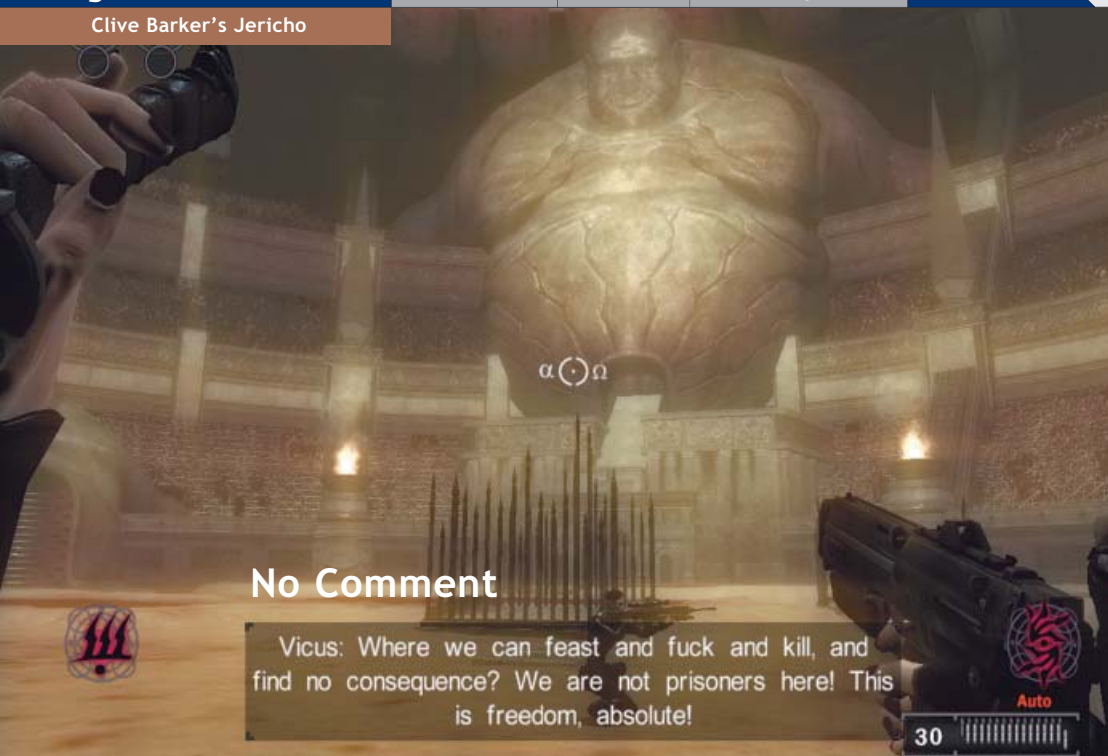 Clive Barker's Jericho
α Ω
No Comment
Vicus: Where we can feast and fuck and kill, and
find no consequence? We are not prisoners here! This
is freedom, absolute!
Auto
30